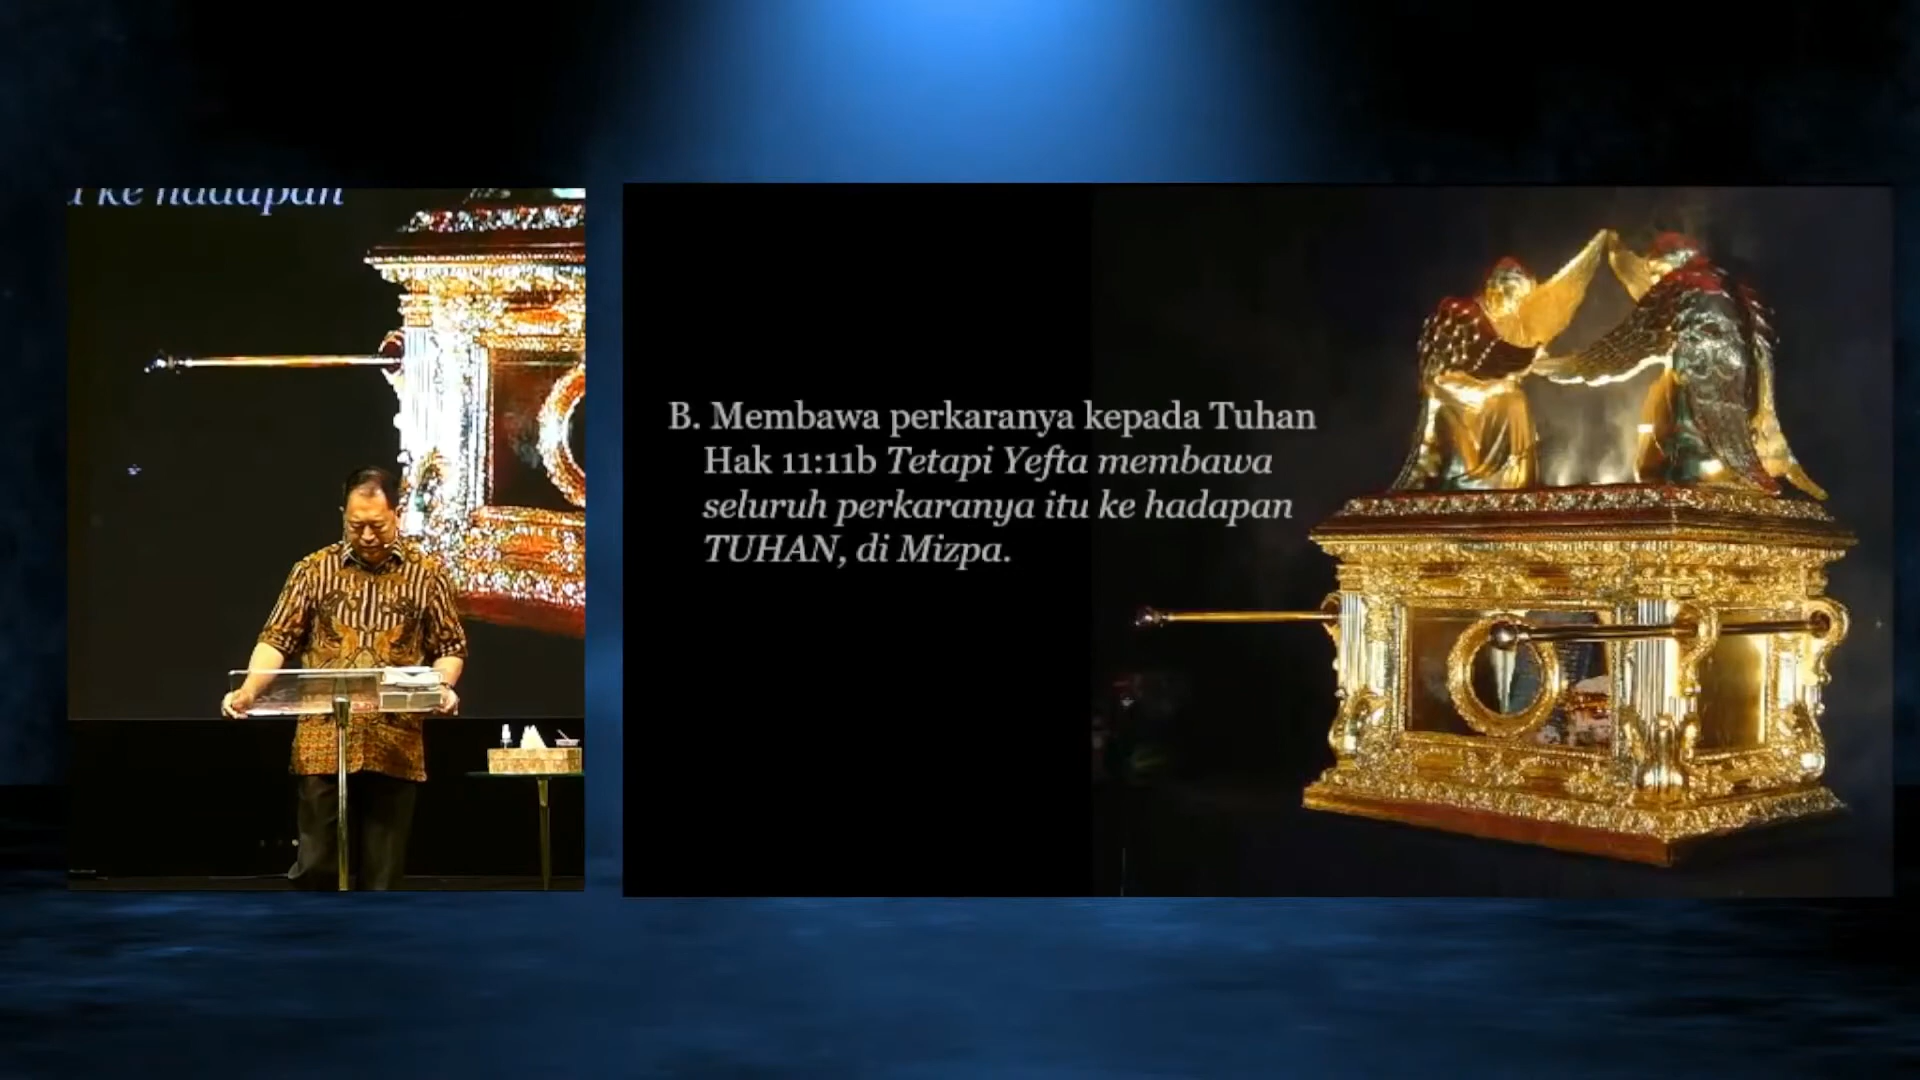 ke hadapan
B. Membawa perkaranya kepada Tuhan
Hak 11:11b Tetapi Yefta membawa
seluruh perkaranya itu ke hadapan
TUHAN, di Mizpa.